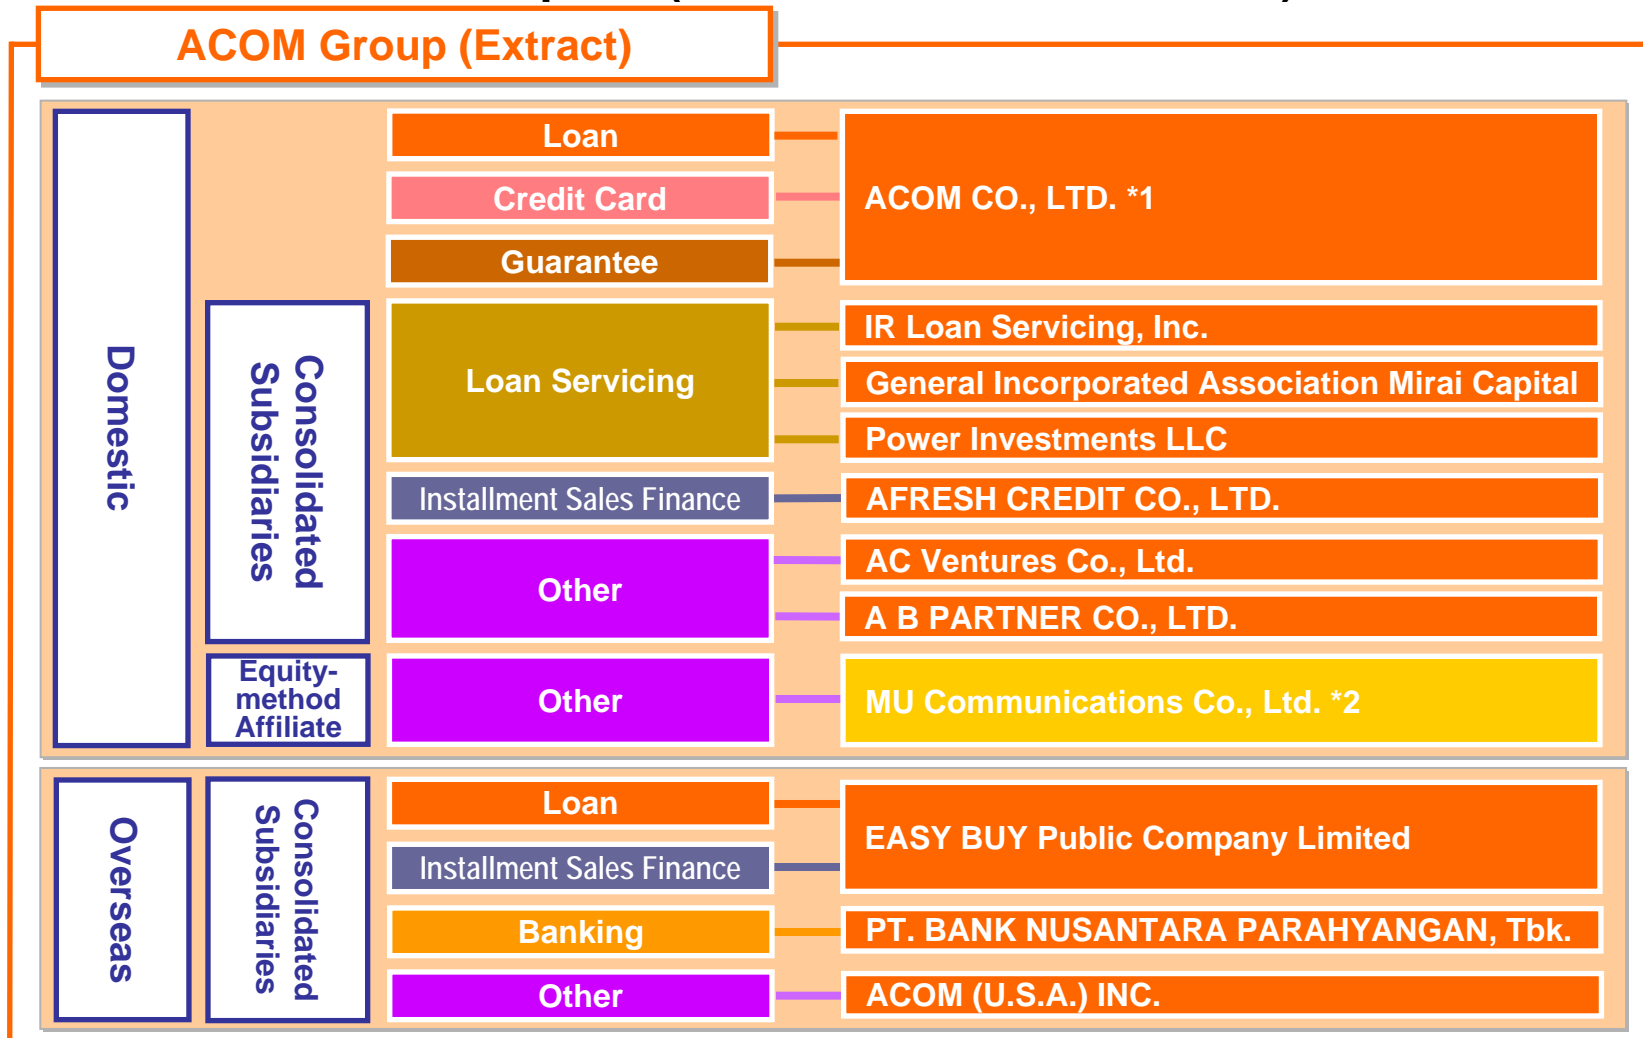 ACOM Group (Extract)
Domestic
Loan
Credit Card
Guarantee
ACOM CO., LTD. *1
Consolidated
Subsidiaries
Loan Servicing
IR Loan Servicing, Inc.
General Incorporated Association Mirai Capital
Power Investments LLC
Installment Sales Finance
AFRESH CREDIT CO., LTD.
Other
AC Ventures Co., Ltd.
A B PARTNER CO., LTD.
Equity-
method
Affiliate
Other
MU Communications Co., Ltd. *2
Overseas
Consolidated
Subsidiaries
Loan
Installment Sales Finance
EASY BUY Public Company Limited
Banking
PT. BANK NUSANTARA PARAHYANGAN, Tbk.
Other
ACOM (U.S.A.) INC.